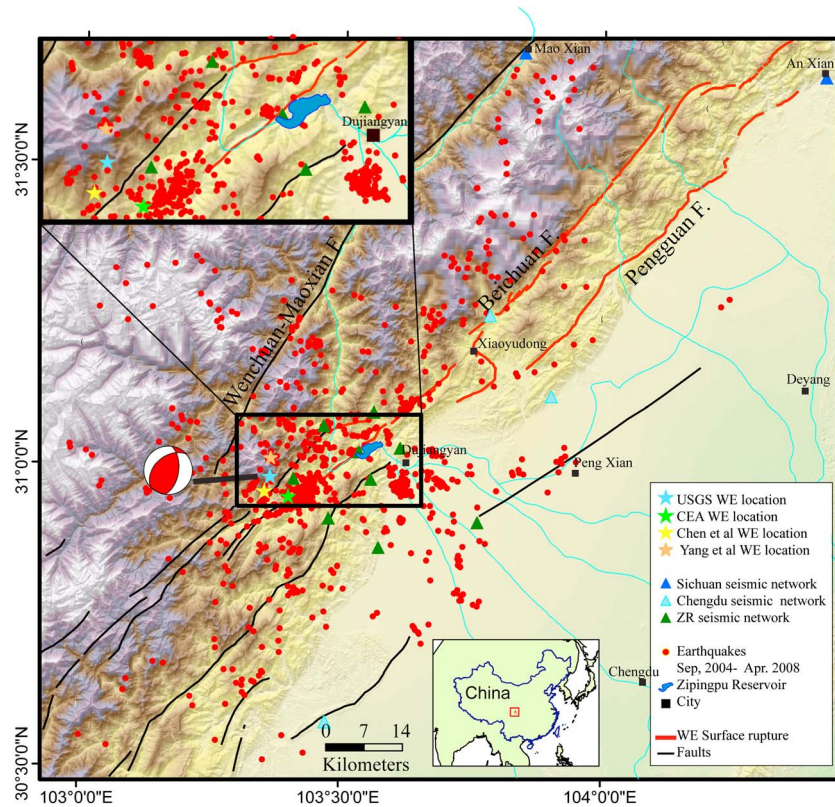 Mao Xian
An Xian
Dujiangyan
31°30'0"N
Wenchuan-Maoxian F.
Beichuan F.
Pengguan F.
Xiaoyudong
Deyang
31°0'0"N
Dujiangyan
Peng Xian
USGS WE location
CEA WE location
Chen et al WE location
Yang et al WE location
Sichuan seismic network
Chengdu seismic network
ZR seismic network
Earthquakes
Sep, 2004- Apr. 2008
Zipingpu Reservoir
City
WE Surface rupture
Faults
China
Chengdu
0 7 14
Kilometers
30°30'0"N
103°0'0"E 103°30'0"E 104°0'0"E